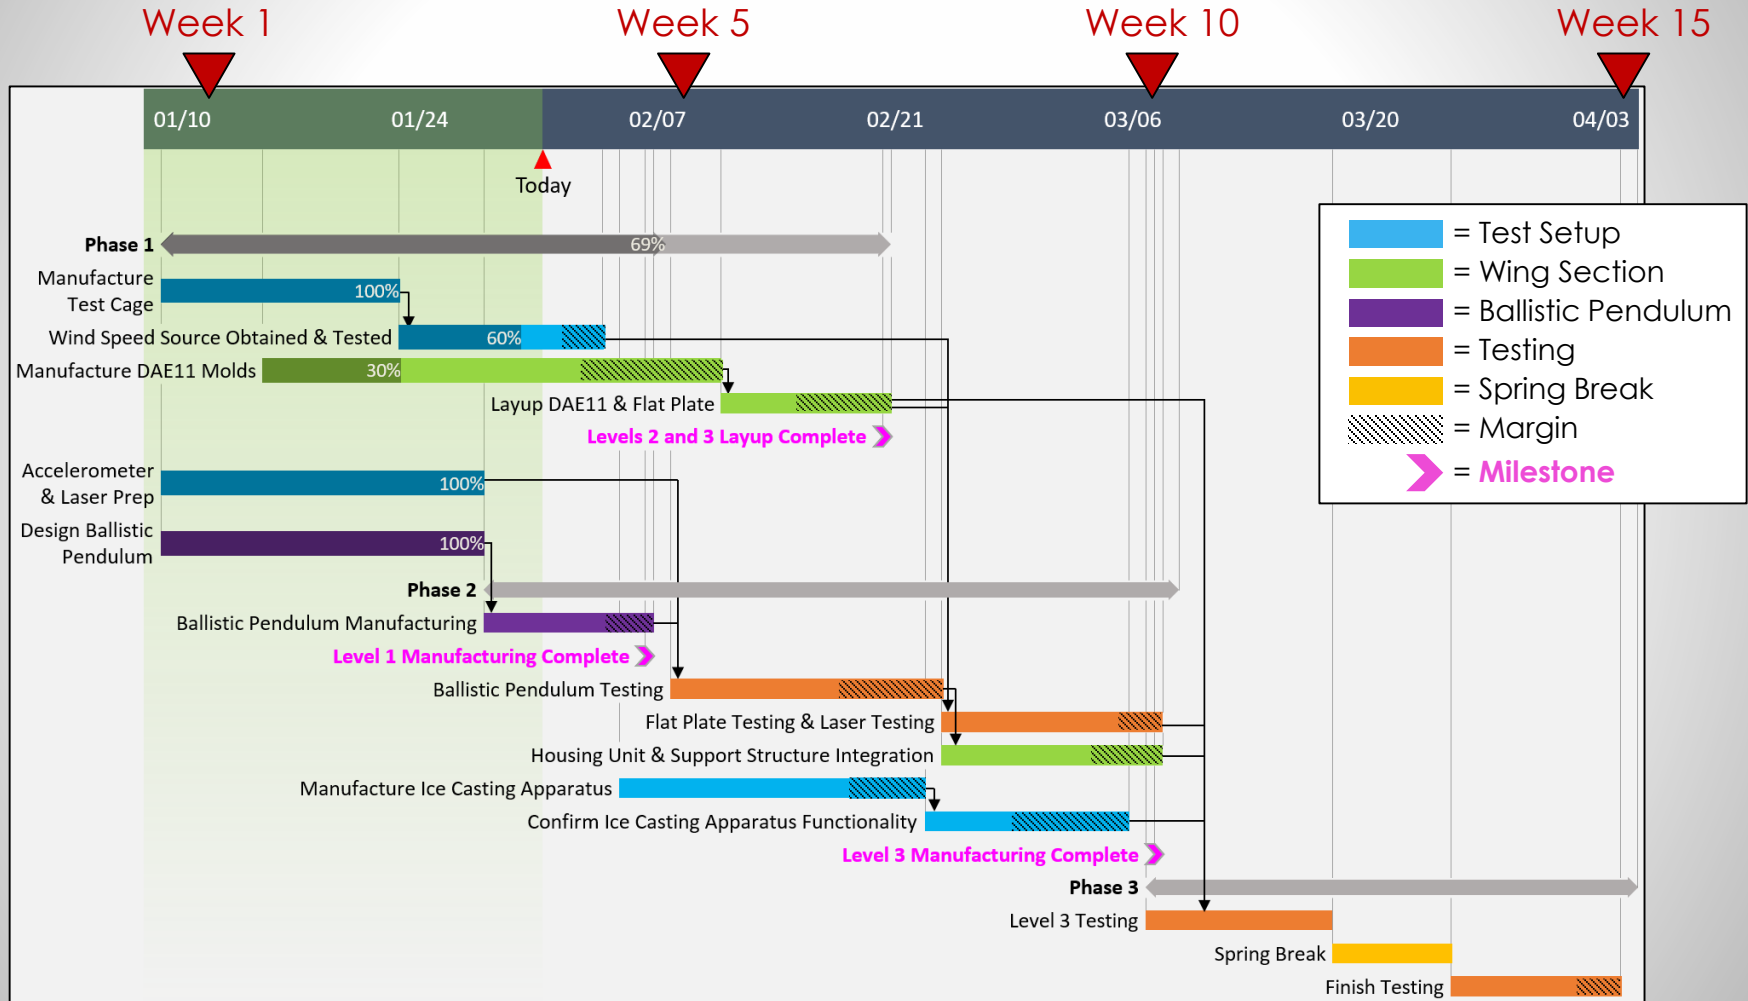 Week 1 Week 5 Week 10 Week 15
01/10 01/24 02/07 02/21 03/06 03/20 04/03
Today
= Test Setup
= Wing Section
= Ballistic Pendulum
= Testing
= Spring Break
= Margin
= Milestone
Phase 1 69%
Manufacture
Test Cage 100%
Wind Speed Source Obtained & Tested 60%
Manufacture DAE11 Molds 30%
Layup DAE11 & Flat Plate
Levels 2 and 3 Layup Complete
Accelerometer
& Laser Prep 100%
Design Ballistic
Pendulum 100%
Phase 2
Ballistic Pendulum Manufacturing
Level 1 Manufacturing Complete
Ballistic Pendulum Testing
Flat Plate Testing & Laser Testing
Housing Unit & Support Structure Integration
Manufacture Ice Casting Apparatus
Confirm Ice Casting Apparatus Functionality
Level 3 Manufacturing Complete
Phase 3
Level 3 Testing
Spring Break
Finish Testing